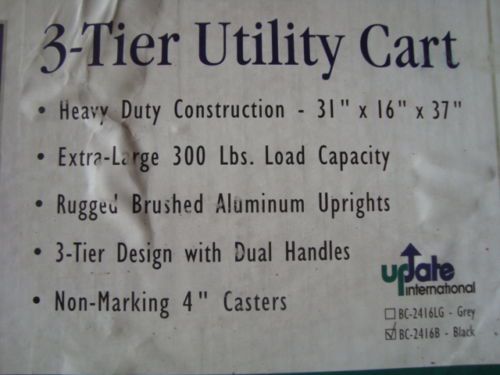 3-Tier Utility Cart
• Heavy Duty Construction - 31" x 16" x 37"
• Extra-Large 300 Lbs. Load Capacity
• Rugged Brushed Aluminum Uprights
• 3-Tier Design with Dual Handles
• Non-Marking 4" Casters
update
international
☐ BC-2416LG - Grey
☑ BC-2416B - Black